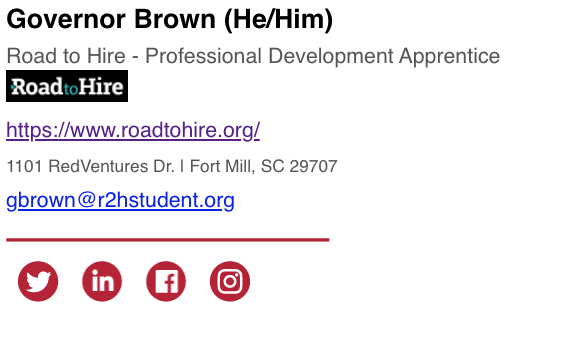 Governor Brown (He/Him)
Road to Hire - Professional Development Apprentice
RoadtoHire
https://www.roadtohire.org/
1101 RedVentures Dr. | Fort Mill, SC 29707
gbrown@r2hstudent.org